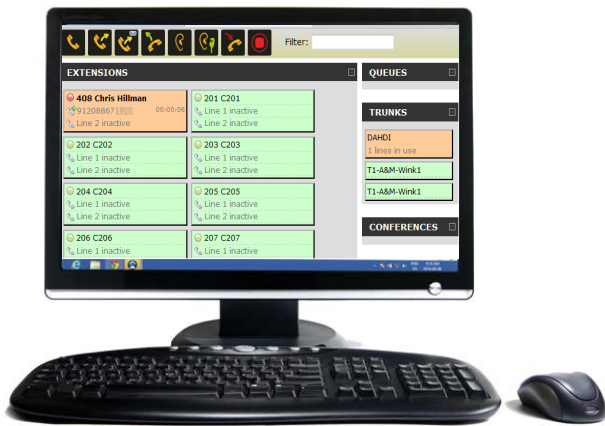 Filter:
EXTENSIONS
QUEUES
408 Chris Hillman
912088671
00:00:06
Line 2 inactive
201 C201
Line 1 inactive
Line 2 inactive
TRUNKS
DAHDI
1 lines in use
T1-A&M-Wink1
T1-A&M-Wink1
202 C202
Line 1 inactive
Line 2 inactive
203 C203
Line 1 inactive
Line 2 inactive
204 C204
Line 1 inactive
Line 2 inactive
205 C205
Line 1 inactive
Line 2 inactive
CONFERENCES
206 C206
Line 1 inactive
207 C207
Line 1 inactive